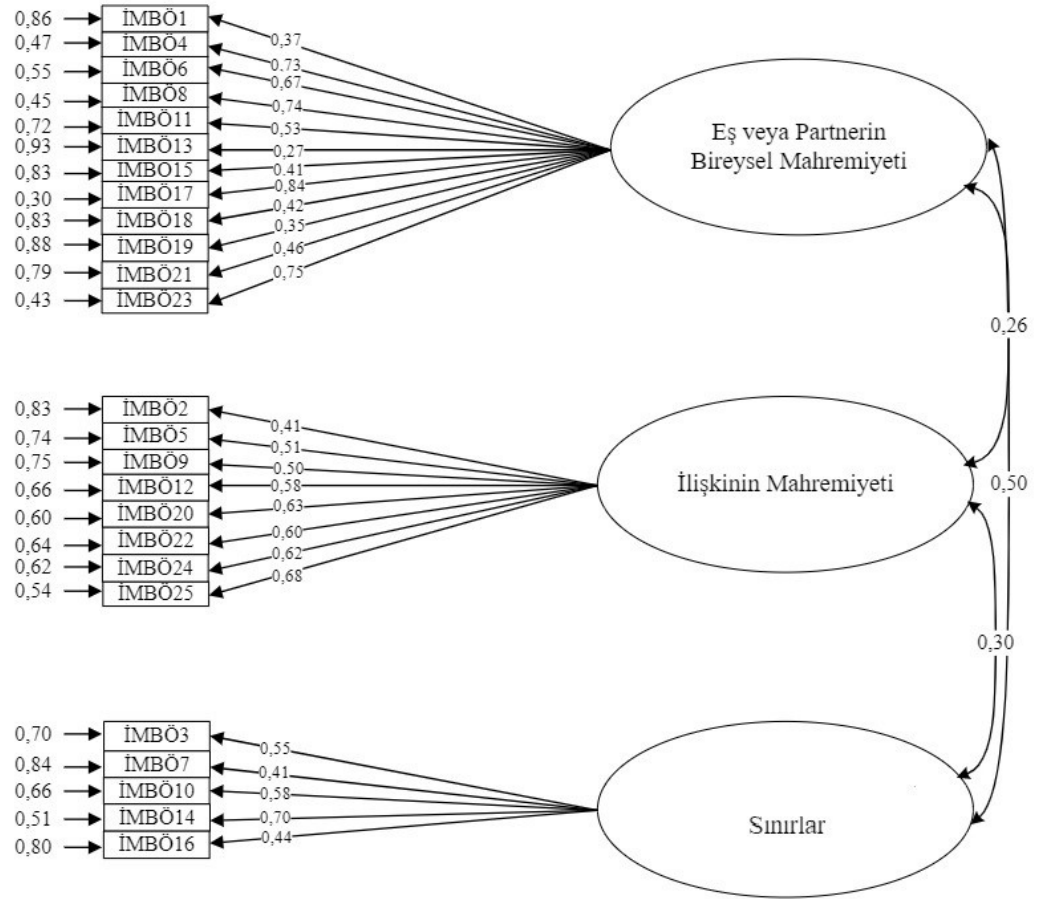 0,86 İMBÖ1 0,37
0,47 İMBÖ4 0,73
0,55 İMBÖ6 0,67
0,45 İMBÖ8 0,74
0,72 İMBÖ11 0,53
0,93 İMBÖ13 0,27
0,83 İMBÖ15 0,41
0,30 İMBÖ17 0,84
0,83 İMBÖ18 0,42
0,88 İMBÖ19 0,35
0,79 İMBÖ21 0,46
0,43 İMBÖ23 0,75
Eş veya Partnerin
Bireysel Mahremiyeti
0,26
0,83 İMBÖ2 0,41
0,74 İMBÖ5 0,51
0,75 İMBÖ9 0,50
0,66 İMBÖ12 0,58
0,60 İMBÖ20 0,63
0,64 İMBÖ22 0,60
0,62 İMBÖ24 0,62
0,54 İMBÖ25 0,68
İlişkinin Mahremiyeti
0,50
0,30
0,70 İMBÖ3 0,55
0,84 İMBÖ7 0,41
0,66 İMBÖ10 0,58
0,51 İMBÖ14 0,70
0,80 İMBÖ16 0,44
Sınırlar